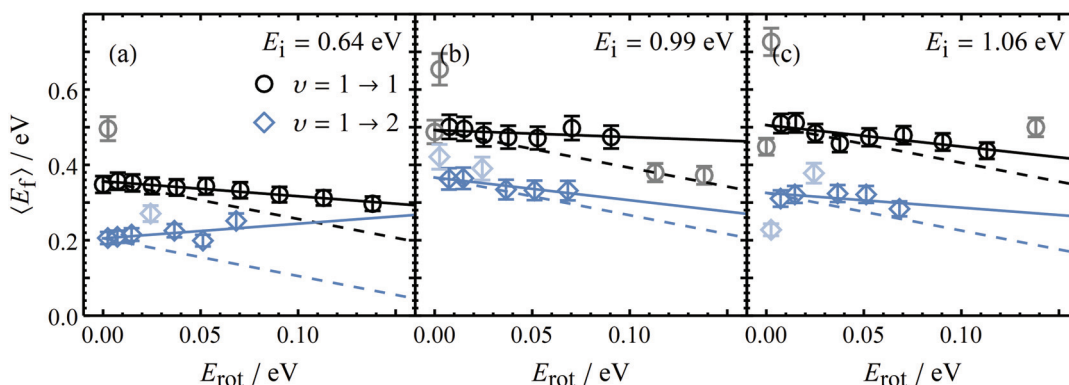 (a) E_i = 0.64 eV (b) E_i = 0.99 eV (c) E_i = 1.06 eV
υ = 1 → 1
υ = 1 → 2
0.6
0.4
0.2
0.0
⟨E_f⟩ / eV
0.00 0.05 0.10 0.00 0.05 0.10 0.00 0.05 0.10
E_rot / eV E_rot / eV E_rot / eV